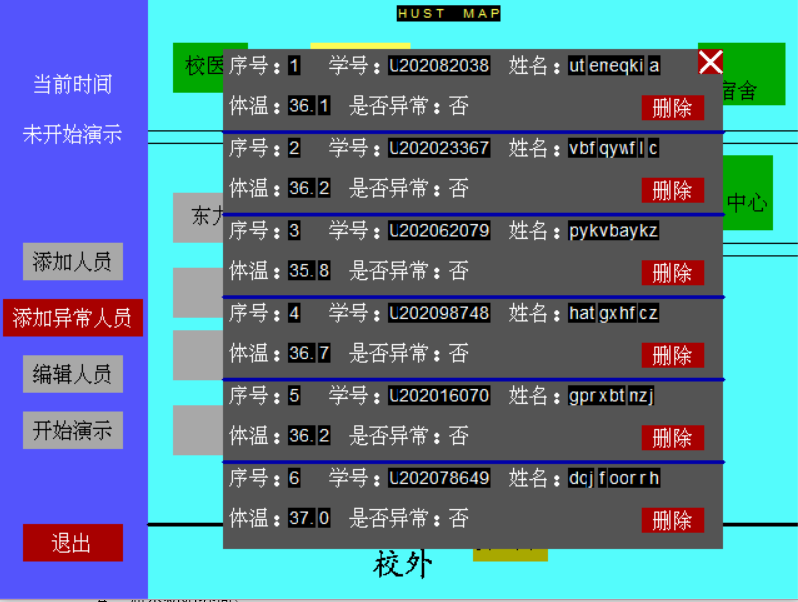 HUST MAP
当前时间
未开始演示
添加人员
添加异常人员
编辑人员
开始演示
退出
校医
宿舍
东方
中心
序号：1 学号：U202082038 姓名：uteneqkia
体温：36.1 是否异常：否 删除
序号：2 学号：U202023367 姓名：vbfqywflc
体温：36.2 是否异常：否 删除
序号：3 学号：U202062079 姓名：pykvbaykz
体温：35.8 是否异常：否 删除
序号：4 学号：U202098748 姓名：hatgxhfcz
体温：36.7 是否异常：否 删除
序号：5 学号：U202016070 姓名：gprxbtnzj
体温：36.2 是否异常：否 删除
序号：6 学号：U202078649 姓名：dqjfoorrh
体温：37.0 是否异常：否 删除
校外